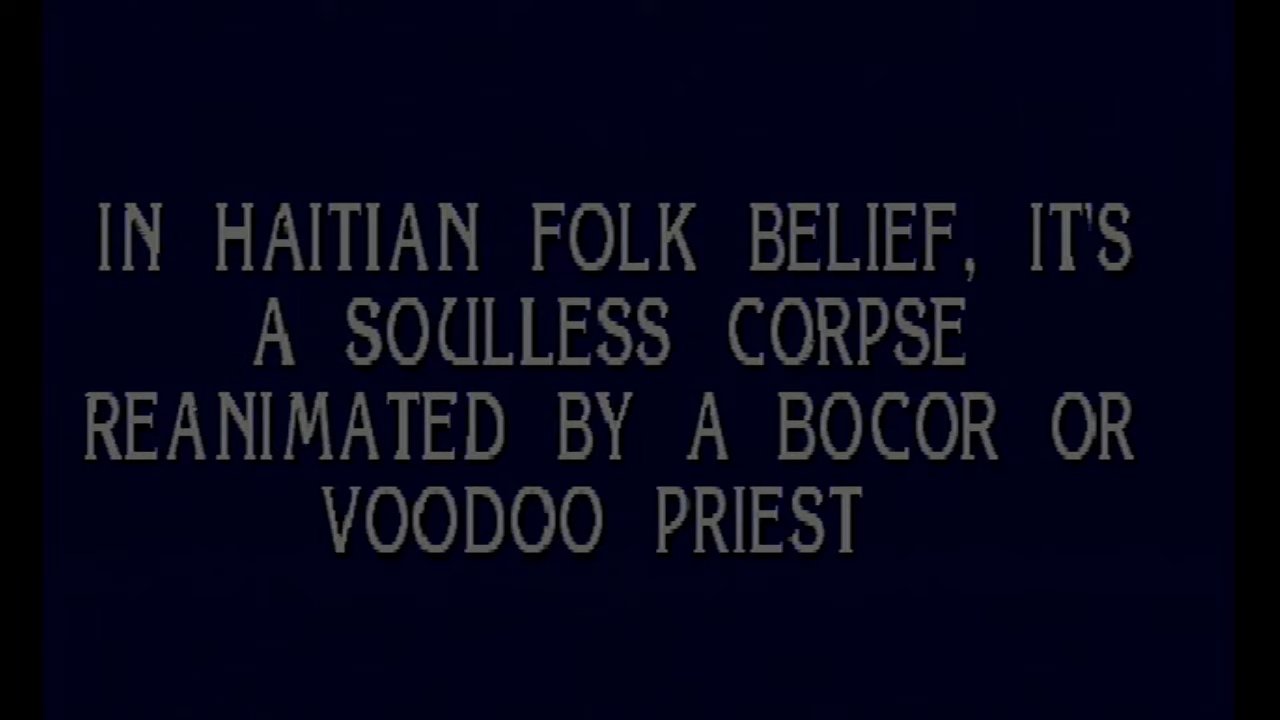 IN HAITIAN FOLK BELIEF, IT'S
A SOULLESS CORPSE
REANIMATED BY A BOCOR OR
VOODOO PRIEST